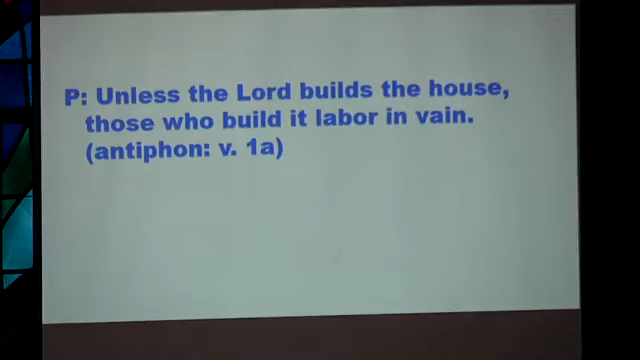 P: Unless the Lord builds the house,
those who build it labor in vain.
(antiphon: v. 1a)